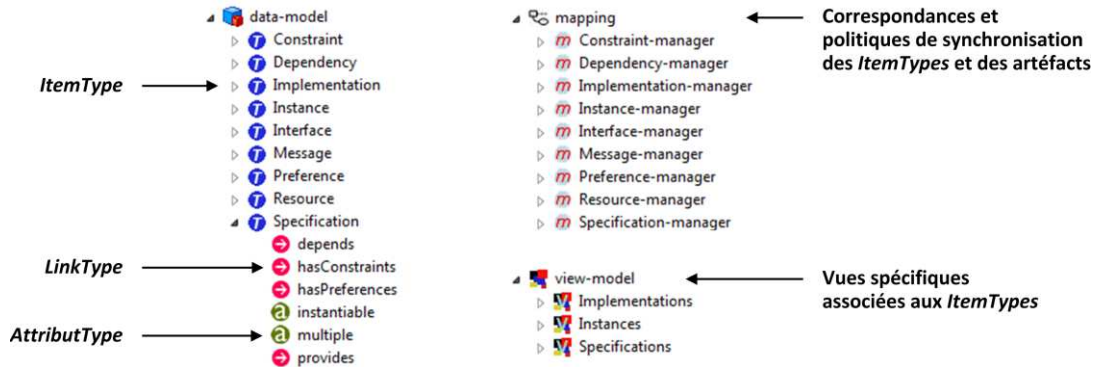 data-model
Constraint
Dependency
Implementation
Instance
Interface
Message
Preference
Resource
Specification
depends
hasConstraints
hasPreferences
instantiable
multiple
provides
ItemType
LinkType
AttributType
mapping
Constraint-manager
Dependency-manager
Implementation-manager
Instance-manager
Interface-manager
Message-manager
Preference-manager
Resource-manager
Specification-manager
Correspondances et
politiques de synchronisation
des ItemTypes et des artéfacts
view-model
Implementations
Instances
Specifications
Vues spécifiques
associées aux ItemTypes